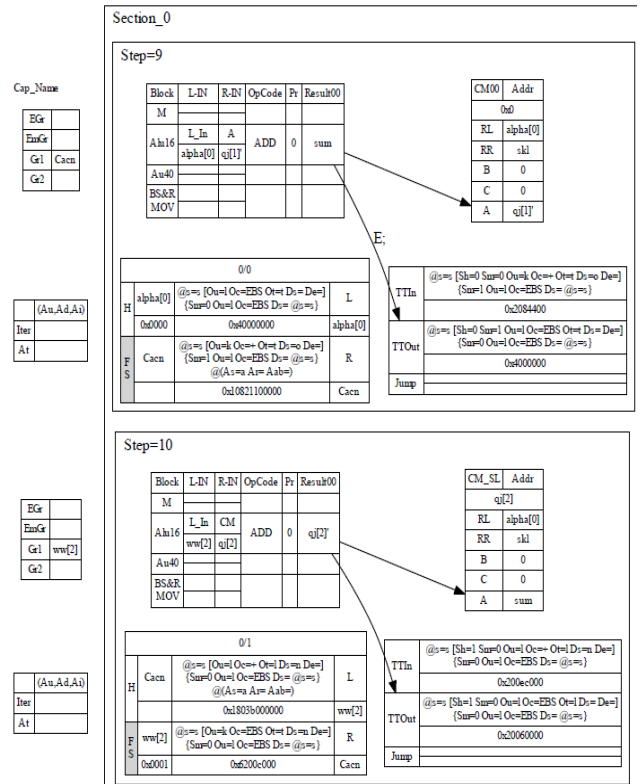 Section_0
Step=9
Cap_Name
EGr
EmGr
Gr1 Cacn
Gr2
Block L-IN R-IN OpCode Pr Result00
M
Alu16 L_In A ADD 0 sum
alpha[0] qj[1]'
Au40
BS&R
MOV
CM00 Addr
0x0
RL alpha[0]
RR skl
B 0
C 0
A qj[1]'
E;
(Au,Ad,Ai)
Iter
At
0/0
H alpha[0] @s=s [Ou=l Oc=EBS Ot=t Ds= De=] L
{Sm=0 Ou=l Oc=EBS Ds= @s=s}
0x0000 0x40000000 alpha[0]
F S Cacn @s=s [Ou=k Oc=+ Ot=t Ds=o De=] R
{Sm=1 Ou=l Oc=EBS Ds= @s=s}
@(As=a Ar= Aab=)
0x10821100000 Cacn
TTIn @s=s [Sh=0 Sm=0 Ou=k Oc=+ Ot=t Ds=o De=]
{Sm=1 Ou=l Oc=EBS Ds= @s=s}
0x2084400
TTOut @s=s [Sh=0 Sm=1 Ou=l Oc=EBS Ot=t Ds= De=]
{Sm=0 Ou=l Oc=EBS Ds= @s=s}
0x4000000
Jump
Step=10
EGr
EmGr
Gr1 ww[2]
Gr2
Block L-IN R-IN OpCode Pr Result00
M
Alu16 L_In CM ADD 0 qj[2]'
ww[2] qj[2]
Au40
BS&R
MOV
CM_SL Addr
qj[2]
RL alpha[0]
RR skl
B 0
C 0
A sum
(Au,Ad,Ai)
Iter
At
0/1
H Cacn @s=s [Ou=l Oc=+ Ot=l Ds=n De=] L
{Sm=0 Ou=l Oc=EBS Ds= @s=s}
@(As=a Ar= Aab=)
0x1803b000000 ww[2]
F S ww[2] @s=s [Ou=k Oc=EBS Ot=t Ds=n De=] R
{Sm=0 Ou=l Oc=EBS Ds= @s=s}
0x0001 0x6200c000 Cacn
TTIn @s=s [Sh=1 Sm=0 Ou=l Oc=+ Ot=l Ds=n De=]
{Sm=0 Ou=l Oc=EBS Ds= @s=s}
0x200ec000
TTOut @s=s [Sh=1 Sm=0 Ou=l Oc=EBS Ot=l Ds= De=]
{Sm=0 Ou=l Oc=EBS Ds= @s=s}
0x20060000
Jump